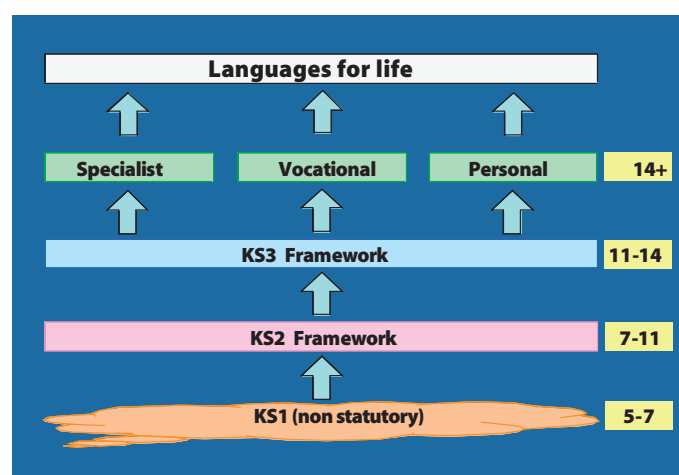 Languages for life
Specialist Vocational Personal 14+
KS3 Framework 11-14
KS2 Framework 7-11
KS1 (non statutory) 5-7